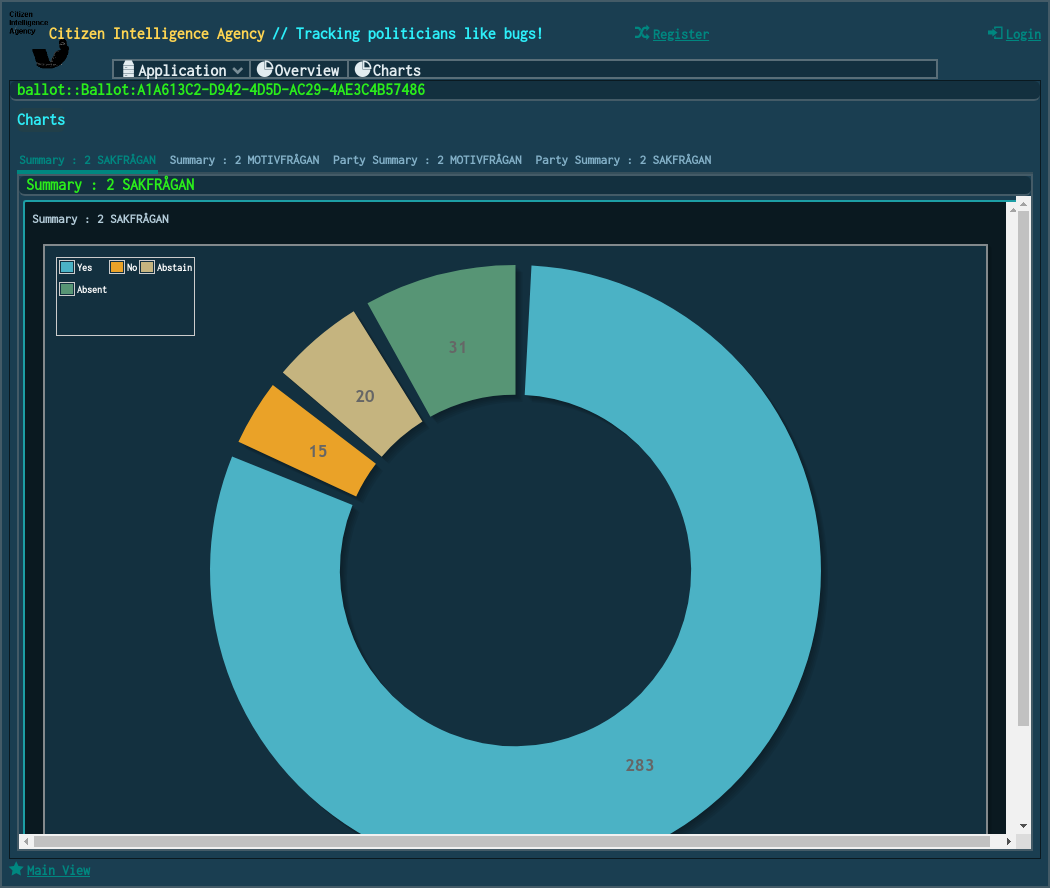 Citizen
Intelligence
Agency
Citizen Intelligence Agency // Tracking politicians like bugs!
Register
Login
Application
Overview
Charts
ballot::Ballot:A1A613C2-D942-4D5D-AC29-4AE3C4B57486
Charts
Summary : 2 SAKFRÅGAN
Summary : 2 MOTIVFRÅGAN
Party Summary : 2 MOTIVFRÅGAN
Party Summary : 2 SAKFRÅGAN
Summary : 2 SAKFRÅGAN
Summary : 2 SAKFRÅGAN
Yes
No
Abstain
Absent
31
20
15
283
Main View